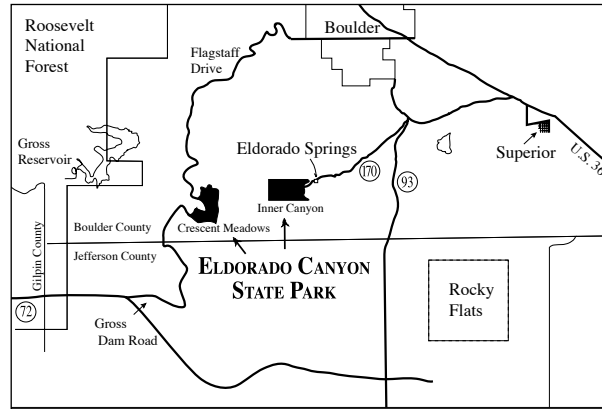 Roosevelt
National
Forest
Boulder
Flagstaff
Drive
Gross
Reservoir
Eldorado Springs
Superior
U.S. 36
170
93
Inner Canyon
Crescent Meadows
Gilpin County
Boulder County
Jefferson County
ELDORADO CANYON
STATE PARK
Rocky
Flats
72
Gross
Dam Road